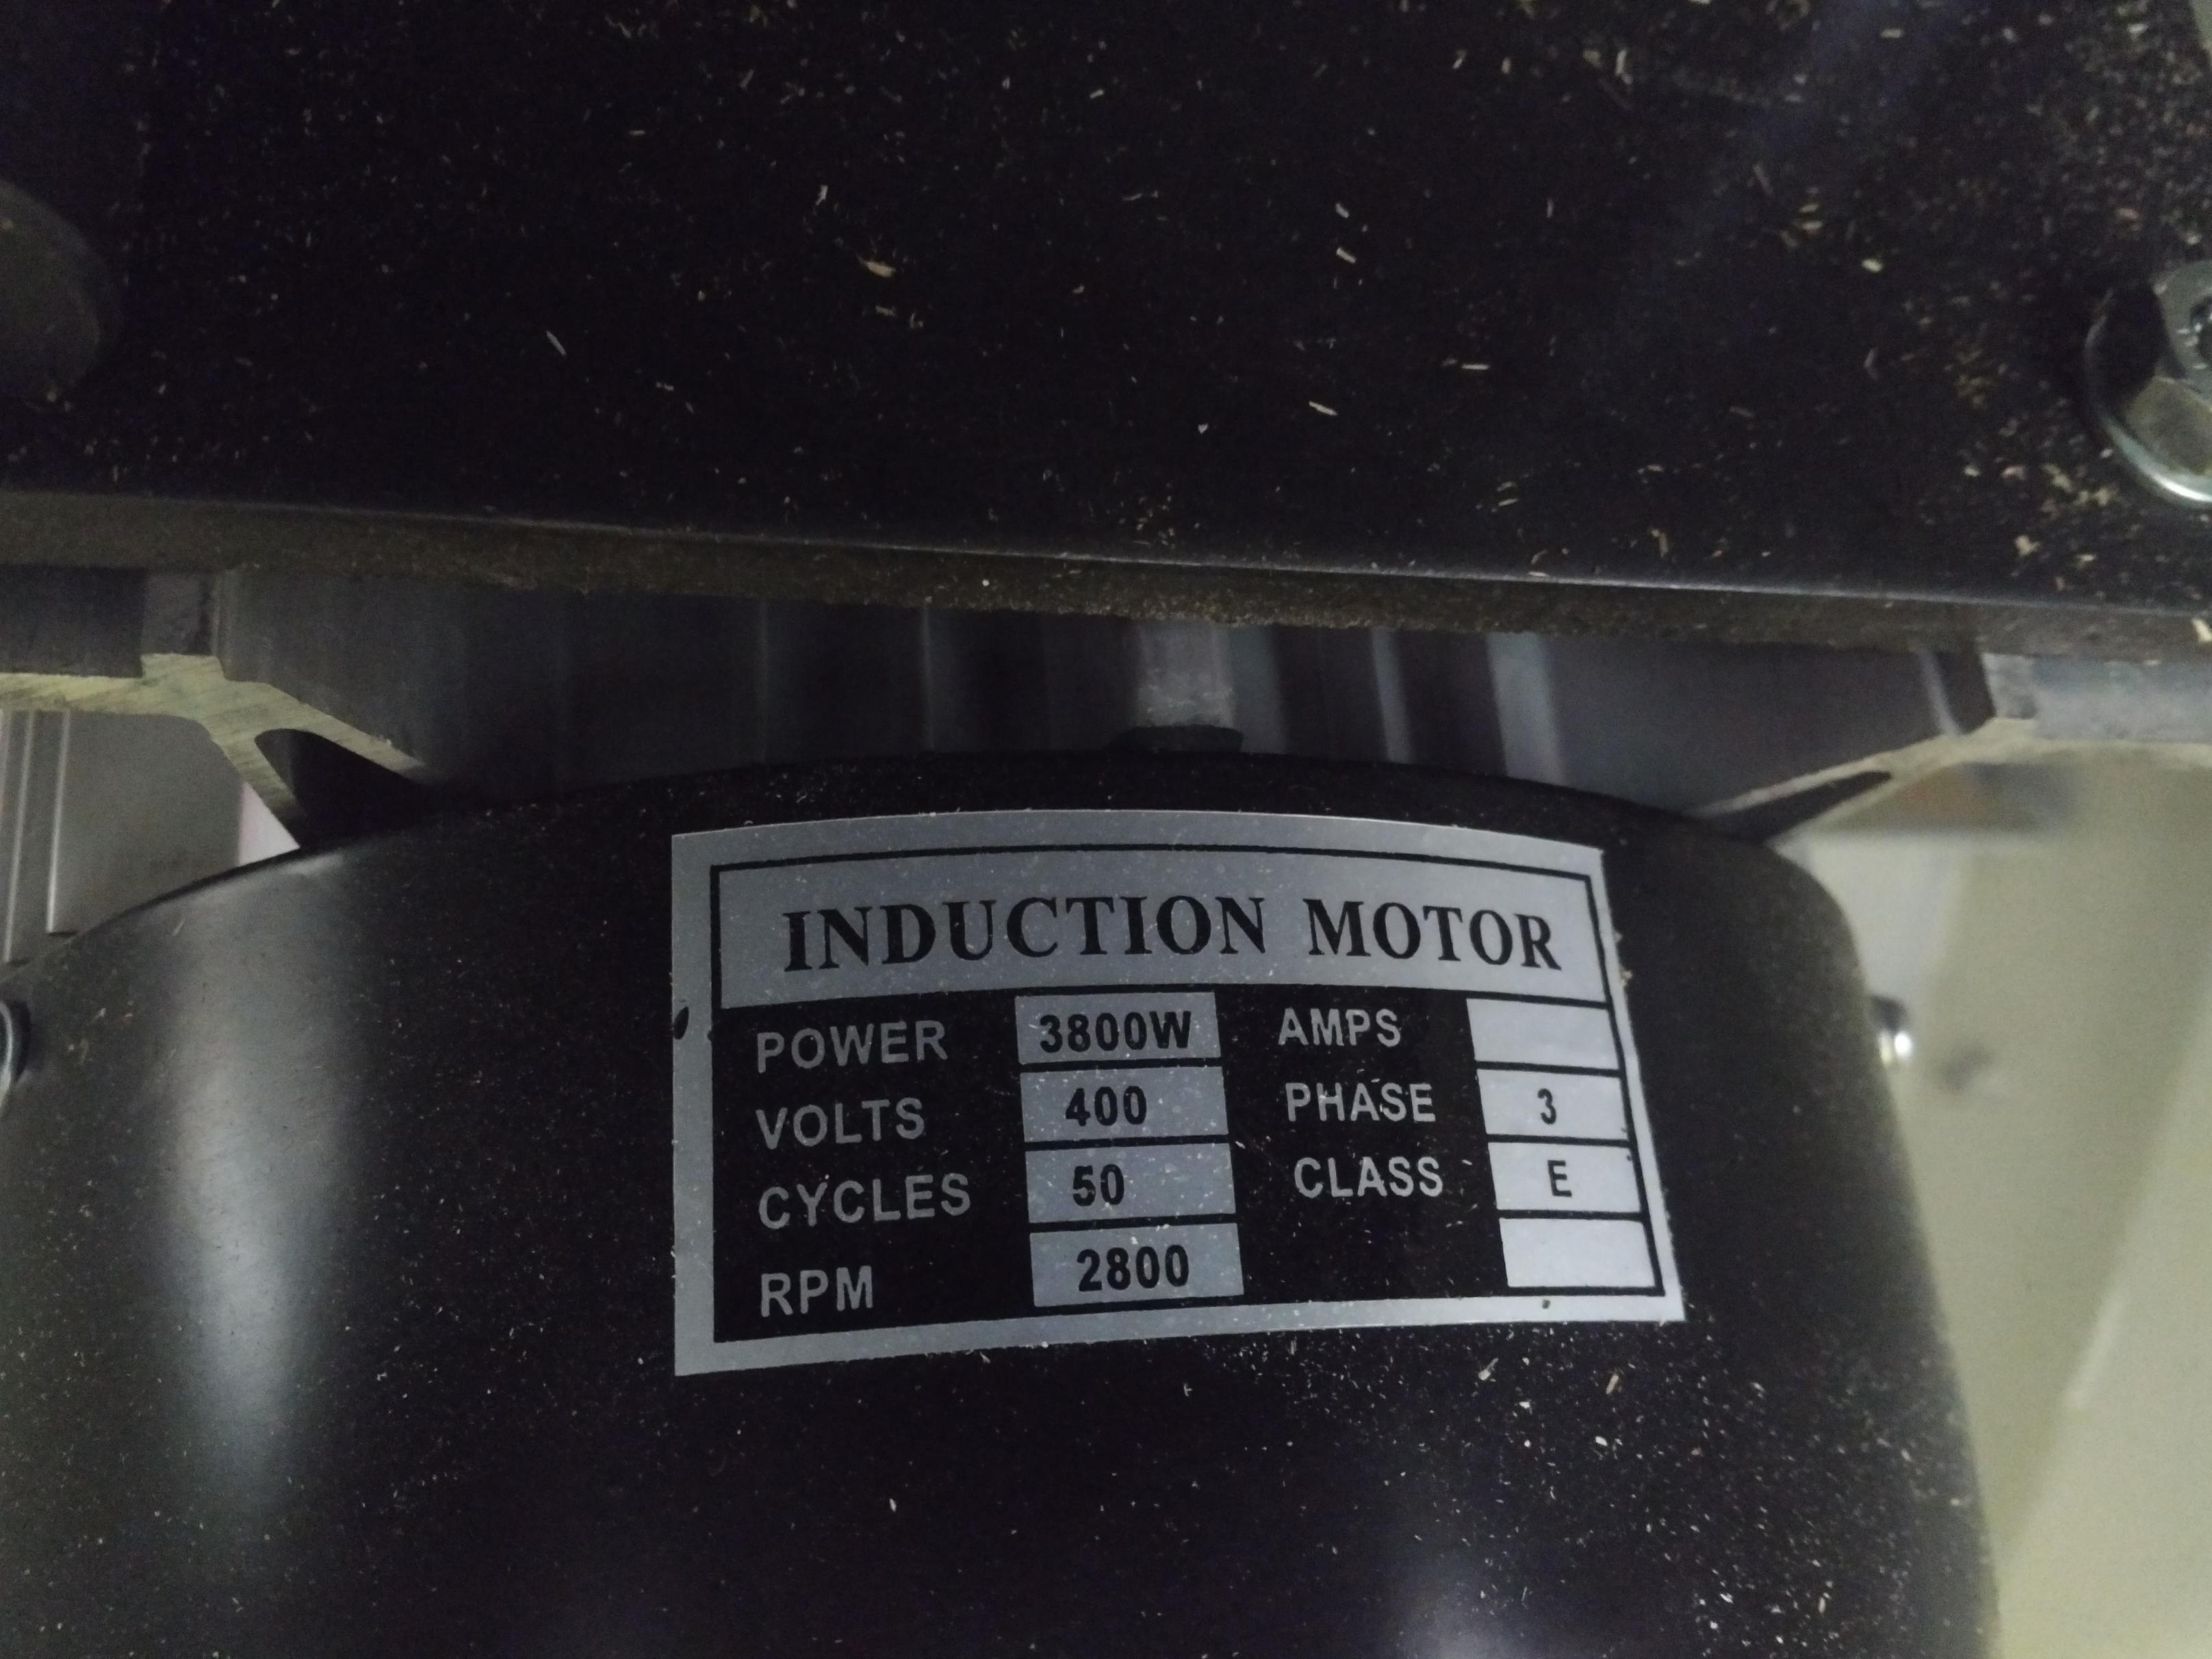 INDUCTION MOTOR
POWER 3800W AMPS
VOLTS 400 PHASE 3
CYCLES 50 CLASS E
RPM 2800